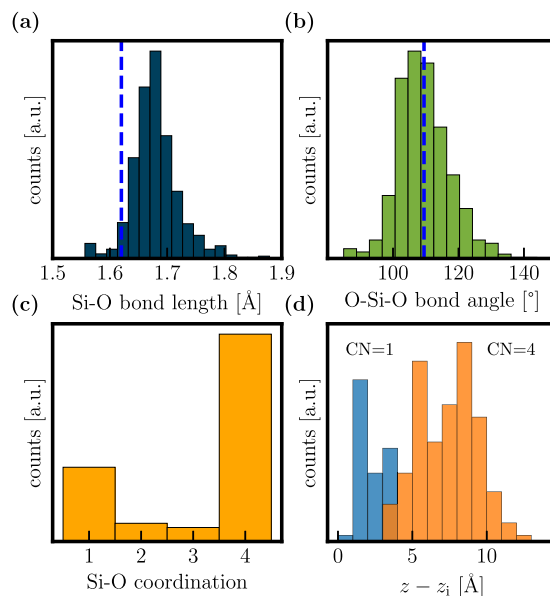 (a)
(b)
counts [a.u.]
counts [a.u.]
1.5 1.6 1.7 1.8 1.9
100 120 140
Si-O bond length [Å]
O-Si-O bond angle [°]
(c)
(d)
CN=1
CN=4
counts [a.u.]
counts [a.u.]
1 2 3 4
0 5 10
Si-O coordination
z − zi [Å]